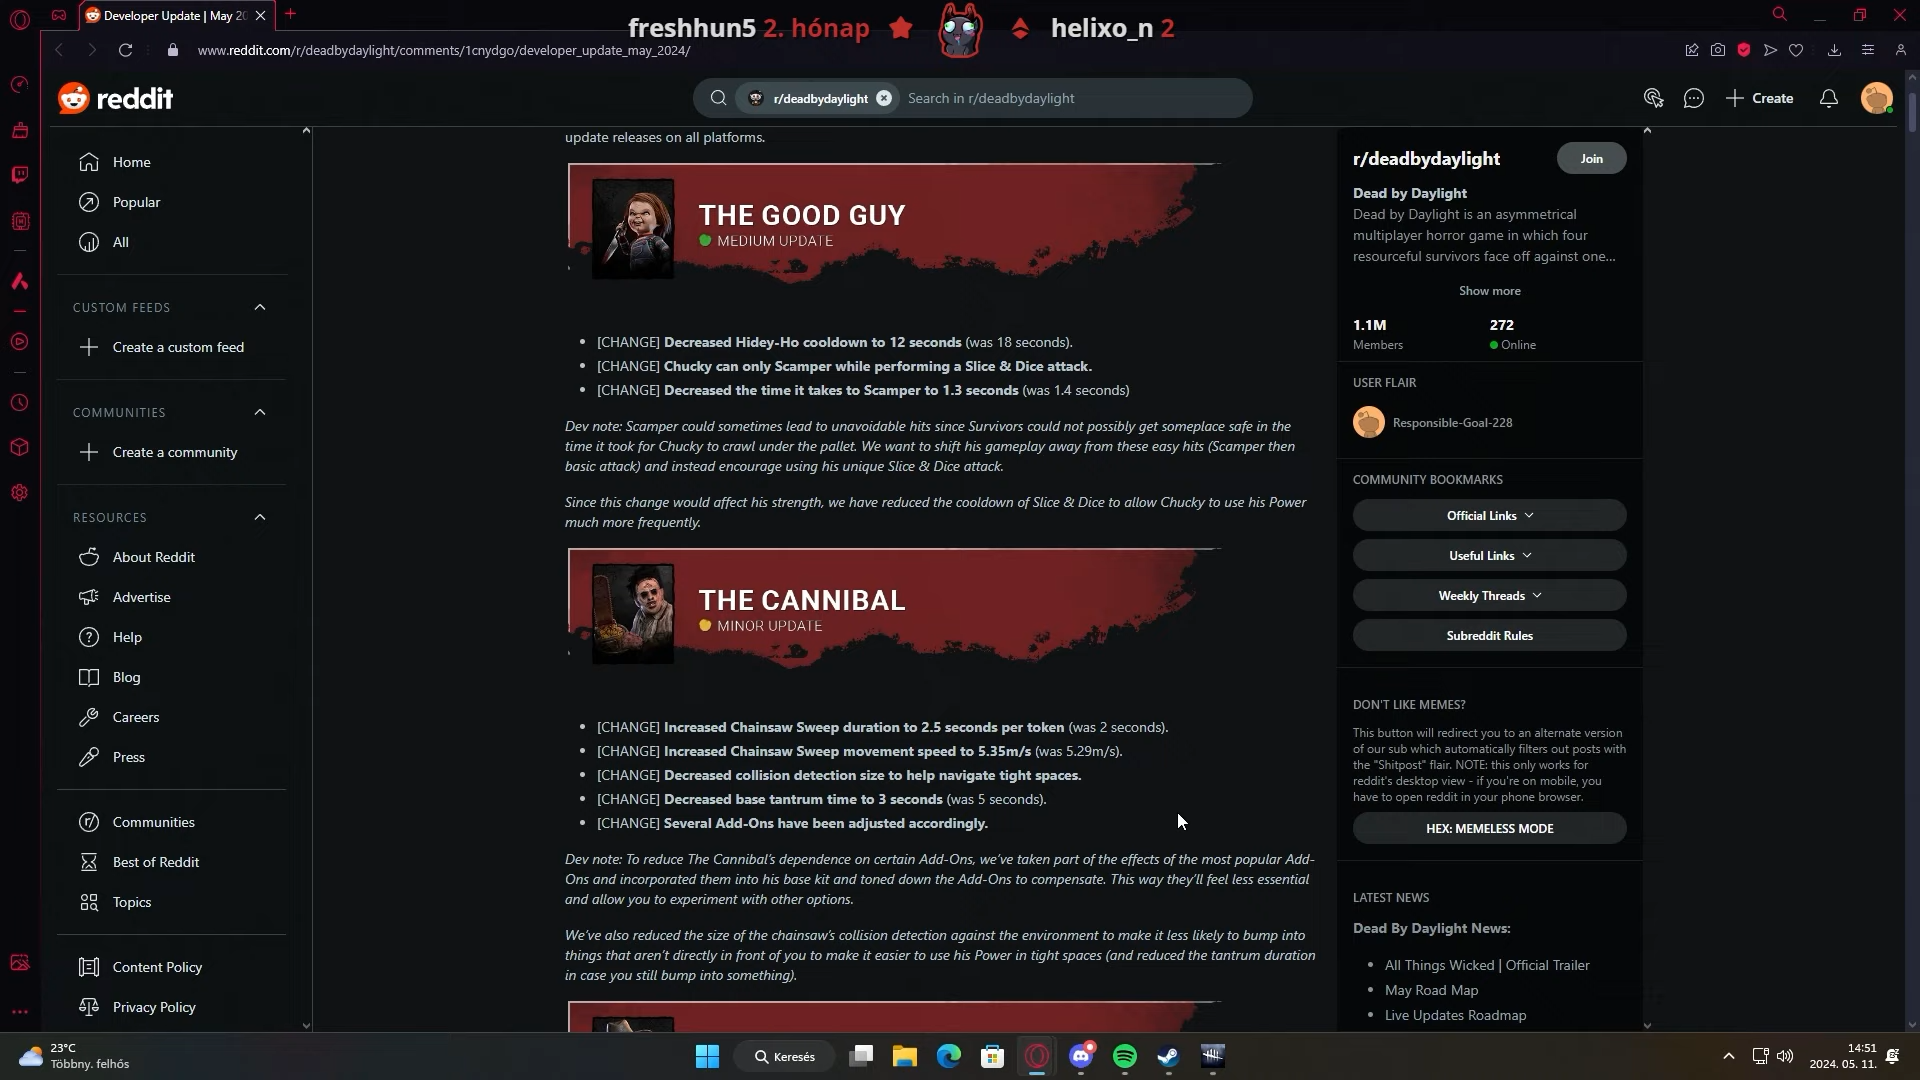 Developer Update | May 20
freshhun5 2. hónap
helixo_n 2
www.reddit.com/r/deadbydaylight/comments/1cnydgo/developer_update_may_2024/
reddit
r/deadbydaylight
Search in r/deadbydaylight
Create
Home
Popular
All
CUSTOM FEEDS
Create a custom feed
COMMUNITIES
Create a community
RESOURCES
About Reddit
Advertise
Help
Blog
Careers
Press
Communities
Best of Reddit
Topics
Content Policy
Privacy Policy
update releases on all platforms.
THE GOOD GUY
MEDIUM UPDATE
• [CHANGE] Decreased Hidey-Ho cooldown to 12 seconds (was 18 seconds).
• [CHANGE] Chucky can only Scamper while performing a Slice & Dice attack.
• [CHANGE] Decreased the time it takes to Scamper to 1.3 seconds (was 1.4 seconds)
Dev note: Scamper could sometimes lead to unavoidable hits since Survivors could not possibly get someplace safe in the
time it took for Chucky to crawl under the pallet. We want to shift his gameplay away from these easy hits (Scamper then
basic attack) and instead encourage using his unique Slice & Dice attack.
Since this change would affect his strength, we have reduced the cooldown of Slice & Dice to allow Chucky to use his Power
much more frequently.
THE CANNIBAL
MINOR UPDATE
• [CHANGE] Increased Chainsaw Sweep duration to 2.5 seconds per token (was 2 seconds).
• [CHANGE] Increased Chainsaw Sweep movement speed to 5.35m/s (was 5.29m/s).
• [CHANGE] Decreased collision detection size to help navigate tight spaces.
• [CHANGE] Decreased base tantrum time to 3 seconds (was 5 seconds).
• [CHANGE] Several Add-Ons have been adjusted accordingly.
Dev note: To reduce The Cannibal's dependence on certain Add-Ons, we've taken part of the effects of the most popular Add-
Ons and incorporated them into his base kit and toned down the Add-Ons to compensate. This way they'll feel less essential
and allow you to experiment with other options.
We've also reduced the size of the chainsaw's collision detection against the environment to make it less likely to bump into
things that aren't directly in front of you to make it easier to use his Power in tight spaces (and reduced the tantrum duration
in case you still bump into something).
r/deadbydaylight
Join
Dead by Daylight
Dead by Daylight is an asymmetrical
multiplayer horror game in which four
resourceful survivors face off against one...
Show more
1.1M
272
Members
Online
USER FLAIR
Responsible-Goal-228
COMMUNITY BOOKMARKS
Official Links
Useful Links
Weekly Threads
Subreddit Rules
DON'T LIKE MEMES?
This button will redirect you to an alternate version
of our sub which automatically filters out posts with
the "Shitpost" flair. NOTE: this only works for
reddit's desktop view - if you're on mobile, you
have to open reddit in your phone browser.
HEX: MEMELESS MODE
LATEST NEWS
Dead By Daylight News:
• All Things Wicked | Official Trailer
• May Road Map
• Live Updates Roadmap
23°C
Többny. felhős
Keresés
14:51
2024. 05. 11.